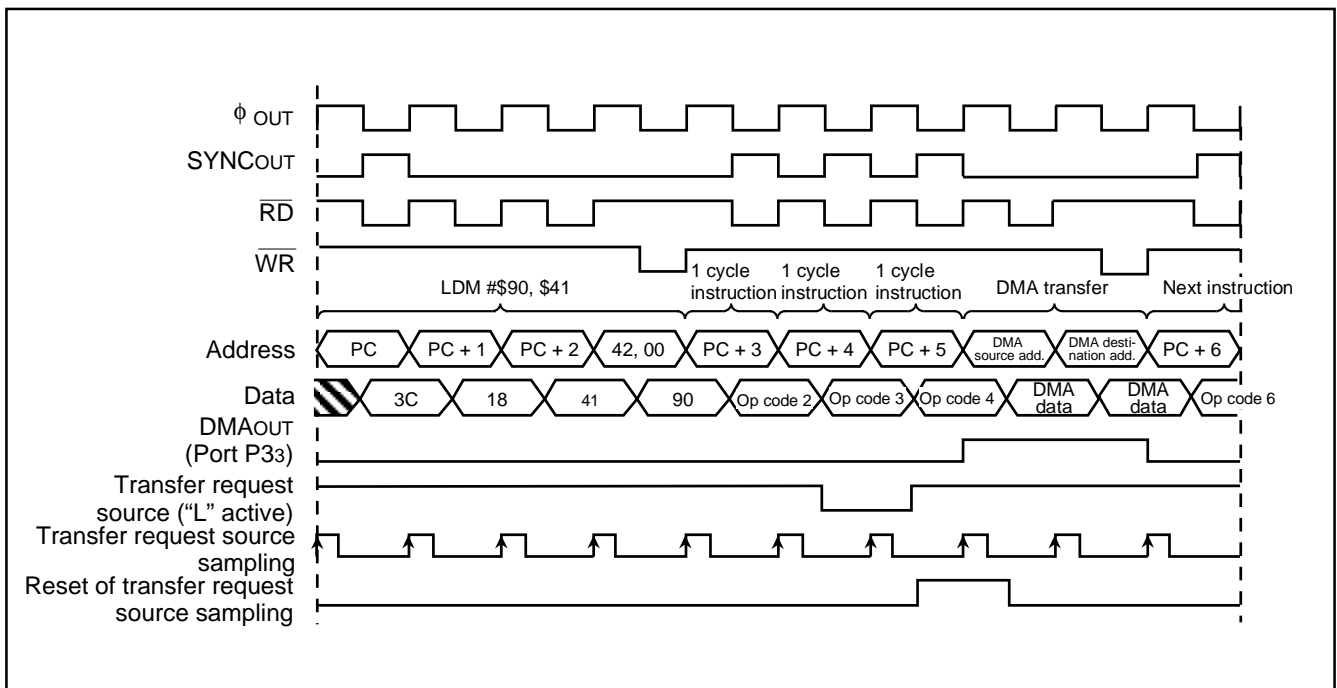 ϕ OUT
SYNCOUT
RD
WR
1 cycle instruction
1 cycle instruction
1 cycle instruction
LDM #$90, $41
DMA transfer
Next instruction
Address
PC
PC + 1
PC + 2
42, 00
PC + 3
PC + 4
PC + 5
DMA source add.
DMA desti-nation add.
PC + 6
Data
3C
18
41
90
Op code 2
Op code 3
Op code 4
DMA data
DMA data
Op code 6
DMAOUT
(Port P33)
Transfer request
source (“L” active)
Transfer request source
sampling
Reset of transfer request
source sampling